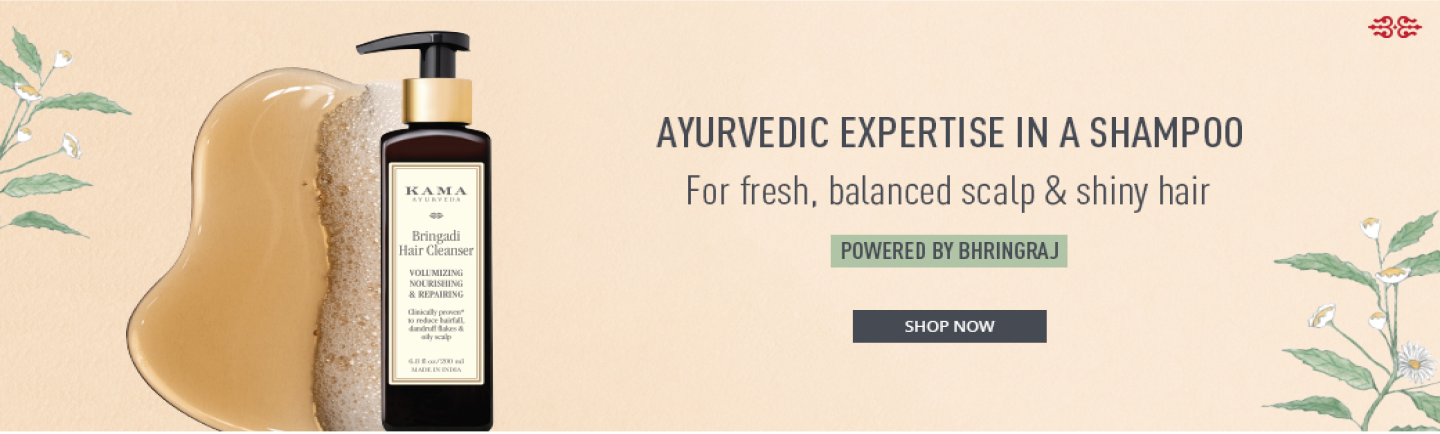 AYURVEDIC EXPERTISE IN A SHAMPOO
For fresh, balanced scalp & shiny hair
POWERED BY BHRINGRAJ
SHOP NOW
KAMA
AYURVEDA
Bringadi
Hair Cleanser
VOLUMIZING
NOURISHING
& REPAIRING
Clinically proven*
to reduce hairfall,
dandruff flakes &
oily scalp
6.0 fl oz/200 ml
MADE IN INDIA